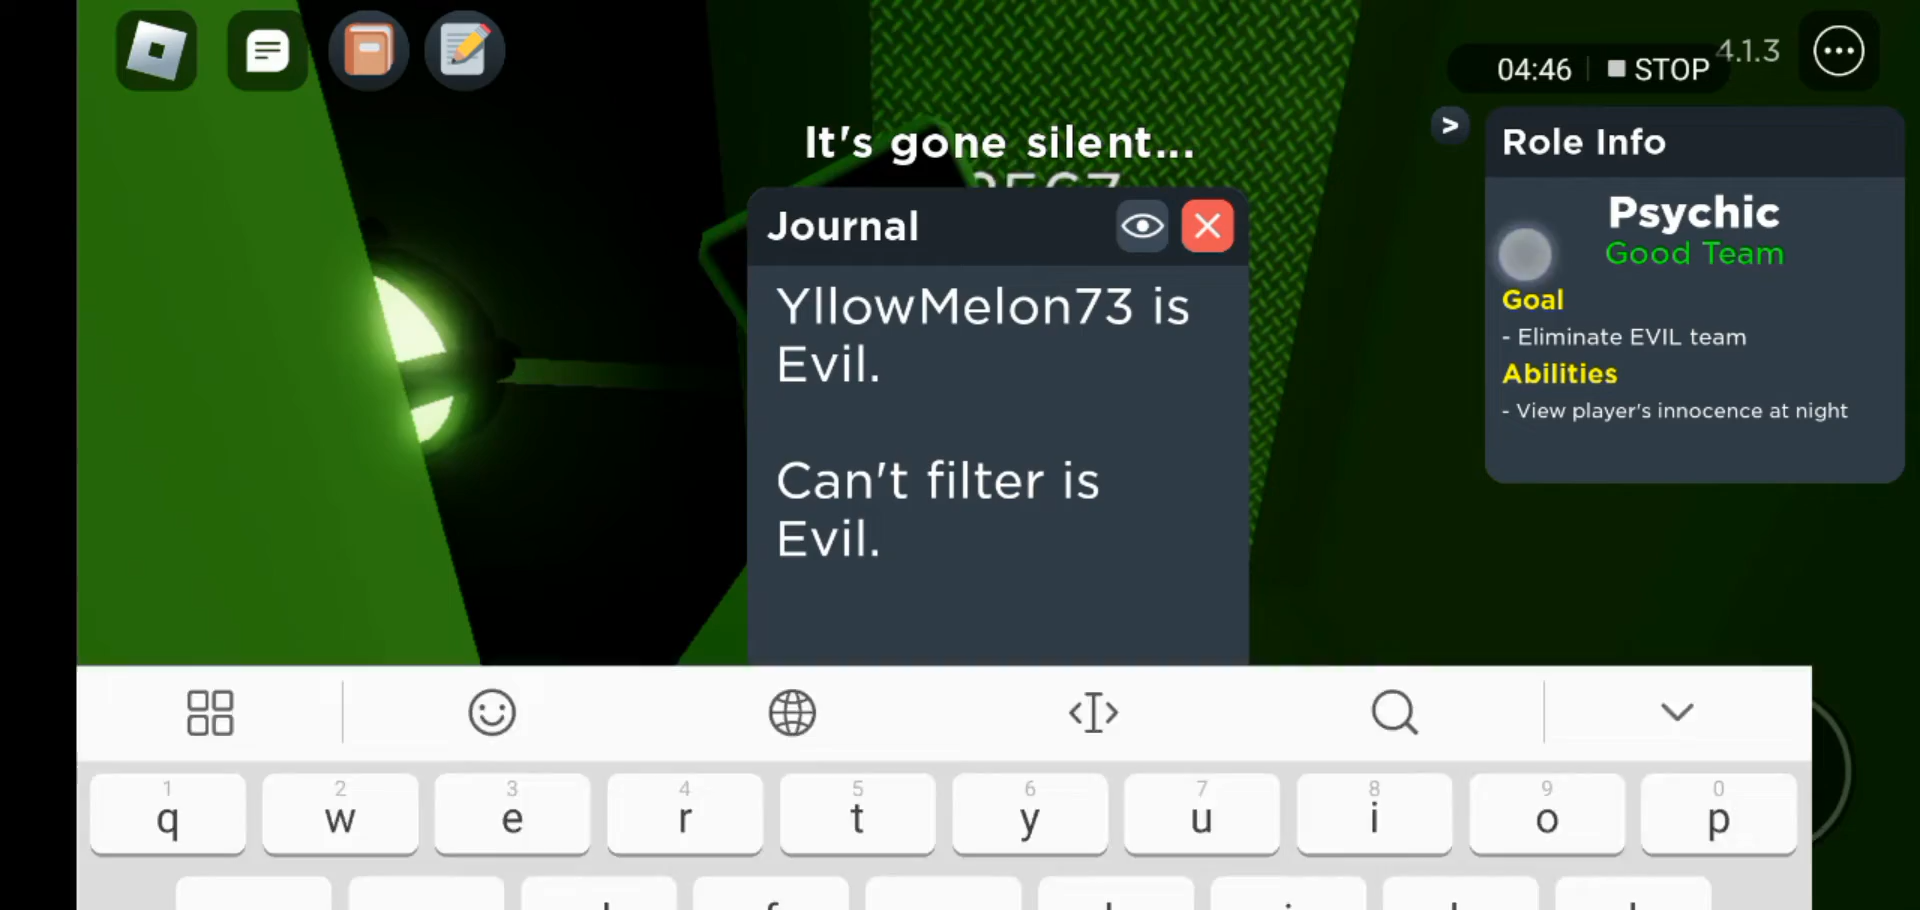 04:46
STOP
4.1.3
It's gone silent...
>
Role Info
Psychic
Good Team
Goal
- Eliminate EVIL team
Abilities
- View player's innocence at night
Journal
YllowMelon73 is
Evil.
Can't filter is
Evil.
1 2 3 4 5 6 7 8 9 0
q w e r t y u i o p